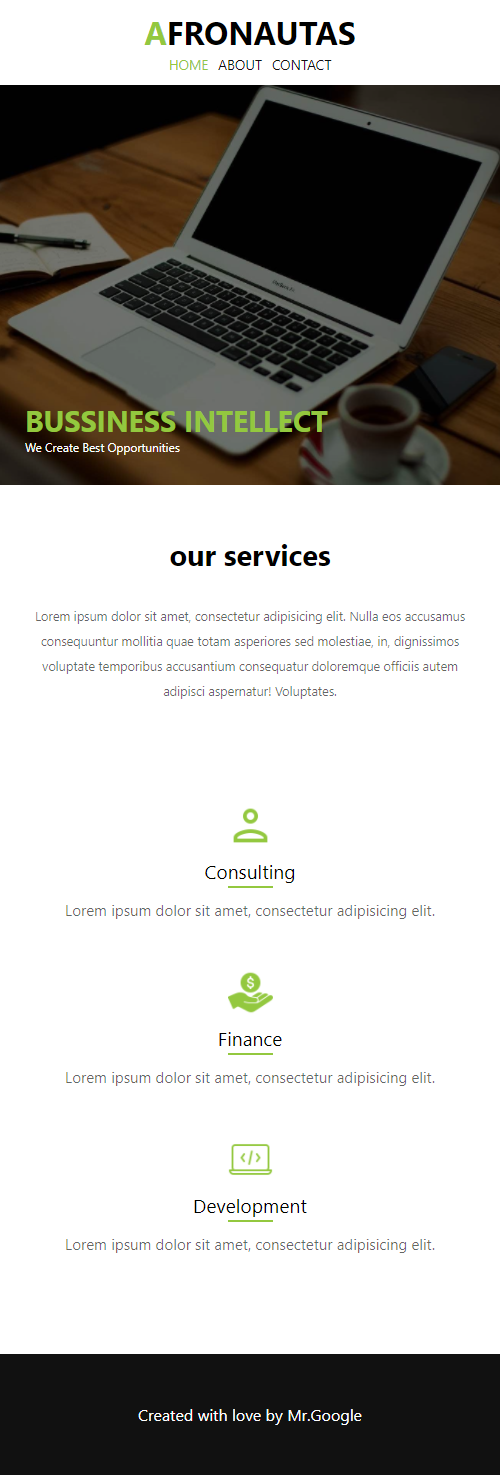 AFRONAUTAS
HOME ABOUT CONTACT
BUSSINESS INTELLECT
We Create Best Opportunities
our services
Lorem ipsum dolor sit amet, consectetur adipisicing elit. Nulla eos accusamus
consequuntur mollitia quae totam asperiores sed molestiae, in, dignissimos
voluptate temporibus accusantium consequatur doloremque officiis autem
adipisci aspernatur! Voluptates.
$
Consulting
Lorem ipsum dolor sit amet, consectetur adipisicing elit.
Finance
Lorem ipsum dolor sit amet, consectetur adipisicing elit.
</>
Development
Lorem ipsum dolor sit amet, consectetur adipisicing elit.
Created with love by Mr.Google